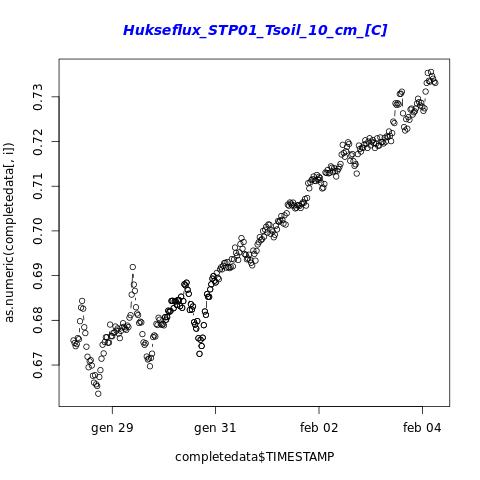 Hukseflux_STP01_Tsoil_10_cm_[C]
as.numeric(completedata[, i])
0.73
0.72
0.71
0.70
0.69
0.68
0.67
gen 29
gen 31
feb 02
feb 04
completedata$TIMESTAMP